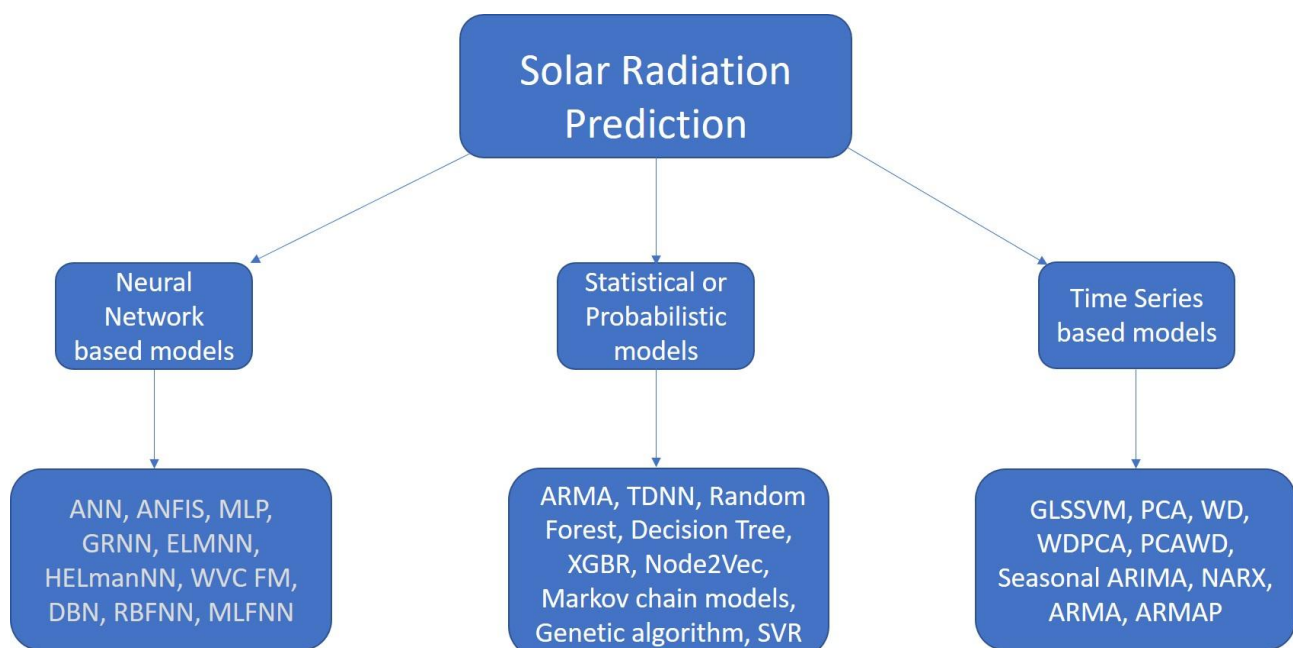 Solar Radiation
Prediction
Neural
Network
based models
Statistical or
Probabilistic
models
Time Series
based models
ANN, ANFIS, MLP,
GRNN, ELMNN,
HELmanNN, WVC FM,
DBN, RBFNN, MLFNN
ARMA, TDNN, Random
Forest, Decision Tree,
XGBR, Node2Vec,
Markov chain models,
Genetic algorithm, SVR
GLSSVM, PCA, WD,
WDPCA, PCAWD,
Seasonal ARIMA, NARX,
ARMA, ARMAP